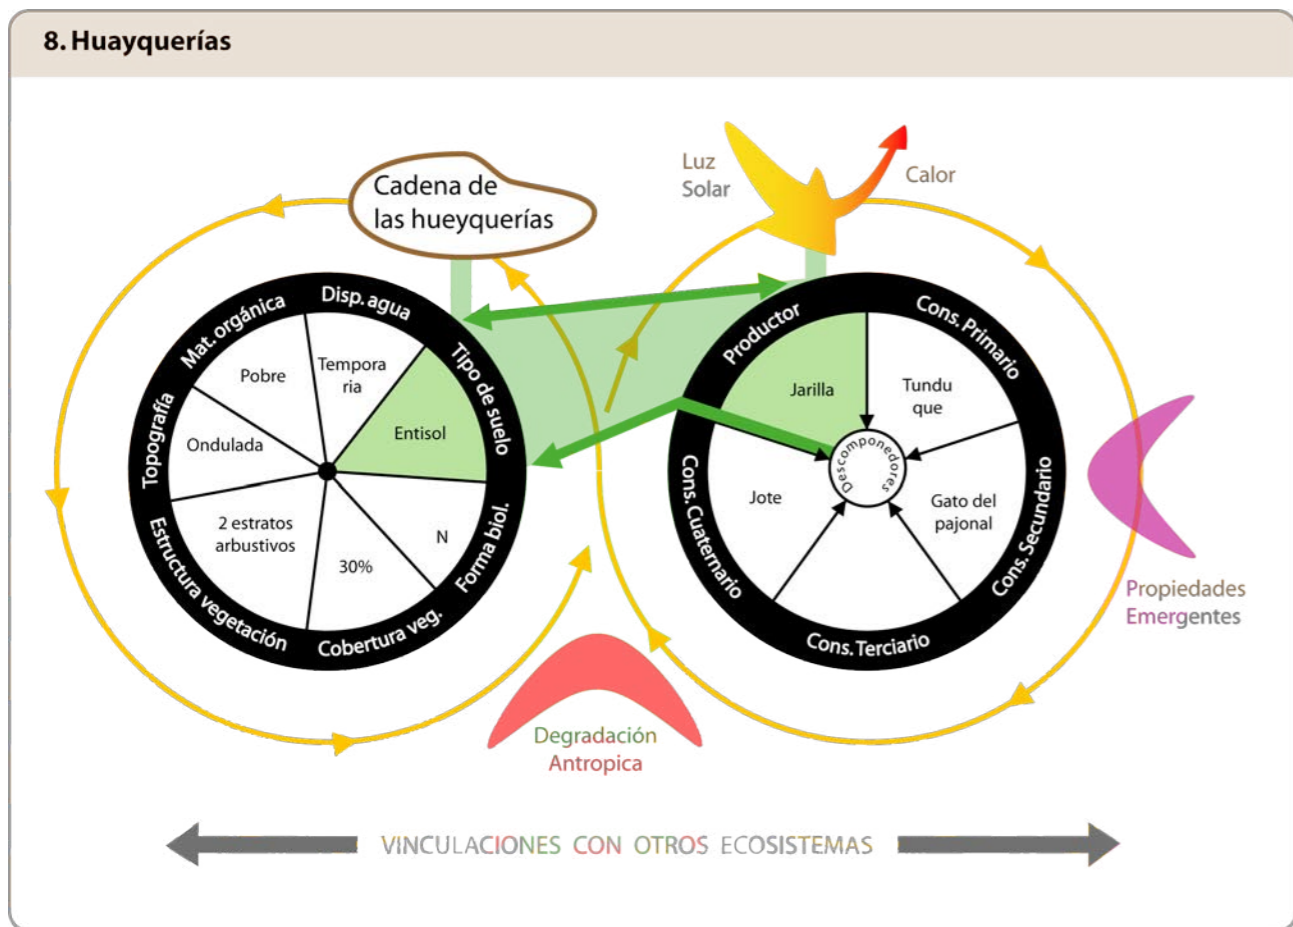 8. Huayquerías
Cadena de
las hueyquerías
Luz
Solar
Calor
Mat. orgánica
Disp. agua
Tipo de suelo
Forma biol.
Cobertura veg.
Estructura vegetación
Topografía
Pobre
Tempora
ria
Entisol
N
30%
2 estratos
arbustivos
Ondulada
Productor
Cons. Primario
Cons. Secundario
Cons. Terciario
Cons. Cuaternario
Jarilla
Tundu
que
Gato del
pajonal
Jote
Descomponedores
Propiedades
Emergentes
Degradación
Antropica
VINCULACIONES CON OTROS ECOSISTEMAS